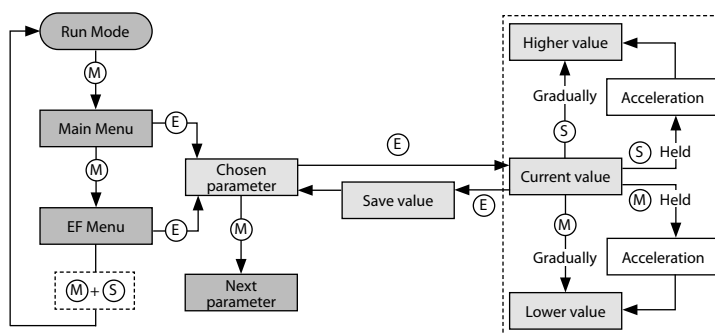 Run Mode
M
Main Menu
E
M
EF Menu
E
M + S
Chosen
parameter
M
Next
parameter
E
Save value
E
Higher value
Gradually
S
Acceleration
S Held
Current value
M Held
M
Gradually
Acceleration
Lower value